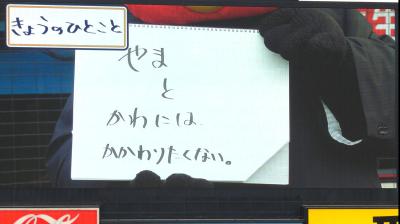 きょうのひとこと
やま
と
かわには
かかわりたくない。